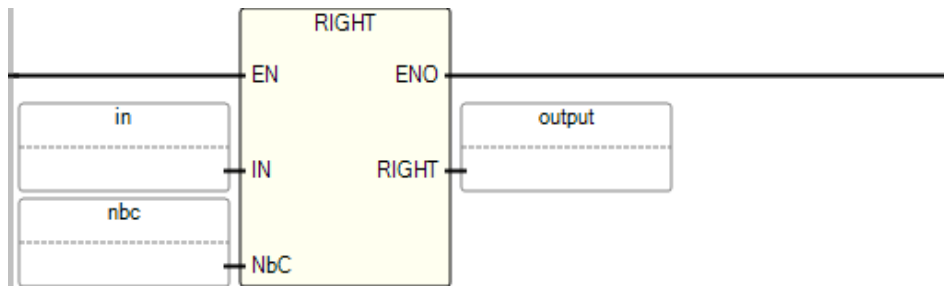 RIGHT
EN ENO
in output
IN RIGHT
nbc
NbC